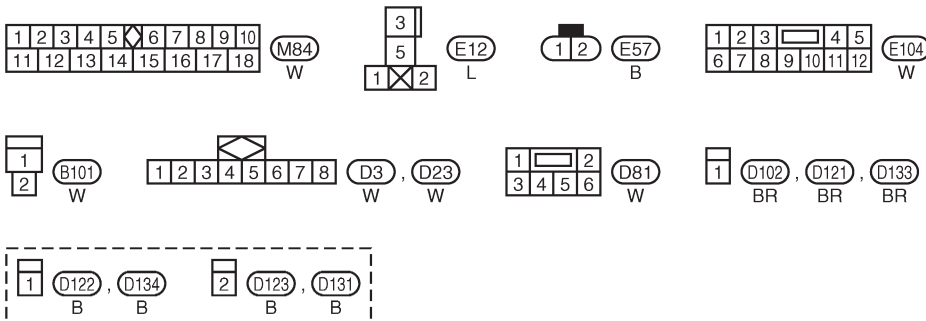 1 2 3 4 5 6 7 8 9 10 M84
11 12 13 14 15 16 17 18 W
3
5
1 2 E12
L
1 2 E57
B
1 2 3 4 5 E104
6 7 8 9 10 11 12 W
1
2 B101
W
1 2 3 4 5 6 7 8 D3 , D23
W W
1 2
3 4 5 6 D81
W
1 D102 , D121 , D133
BR BR BR
1 D122 , D134
B B
2 D123 , D131
B B